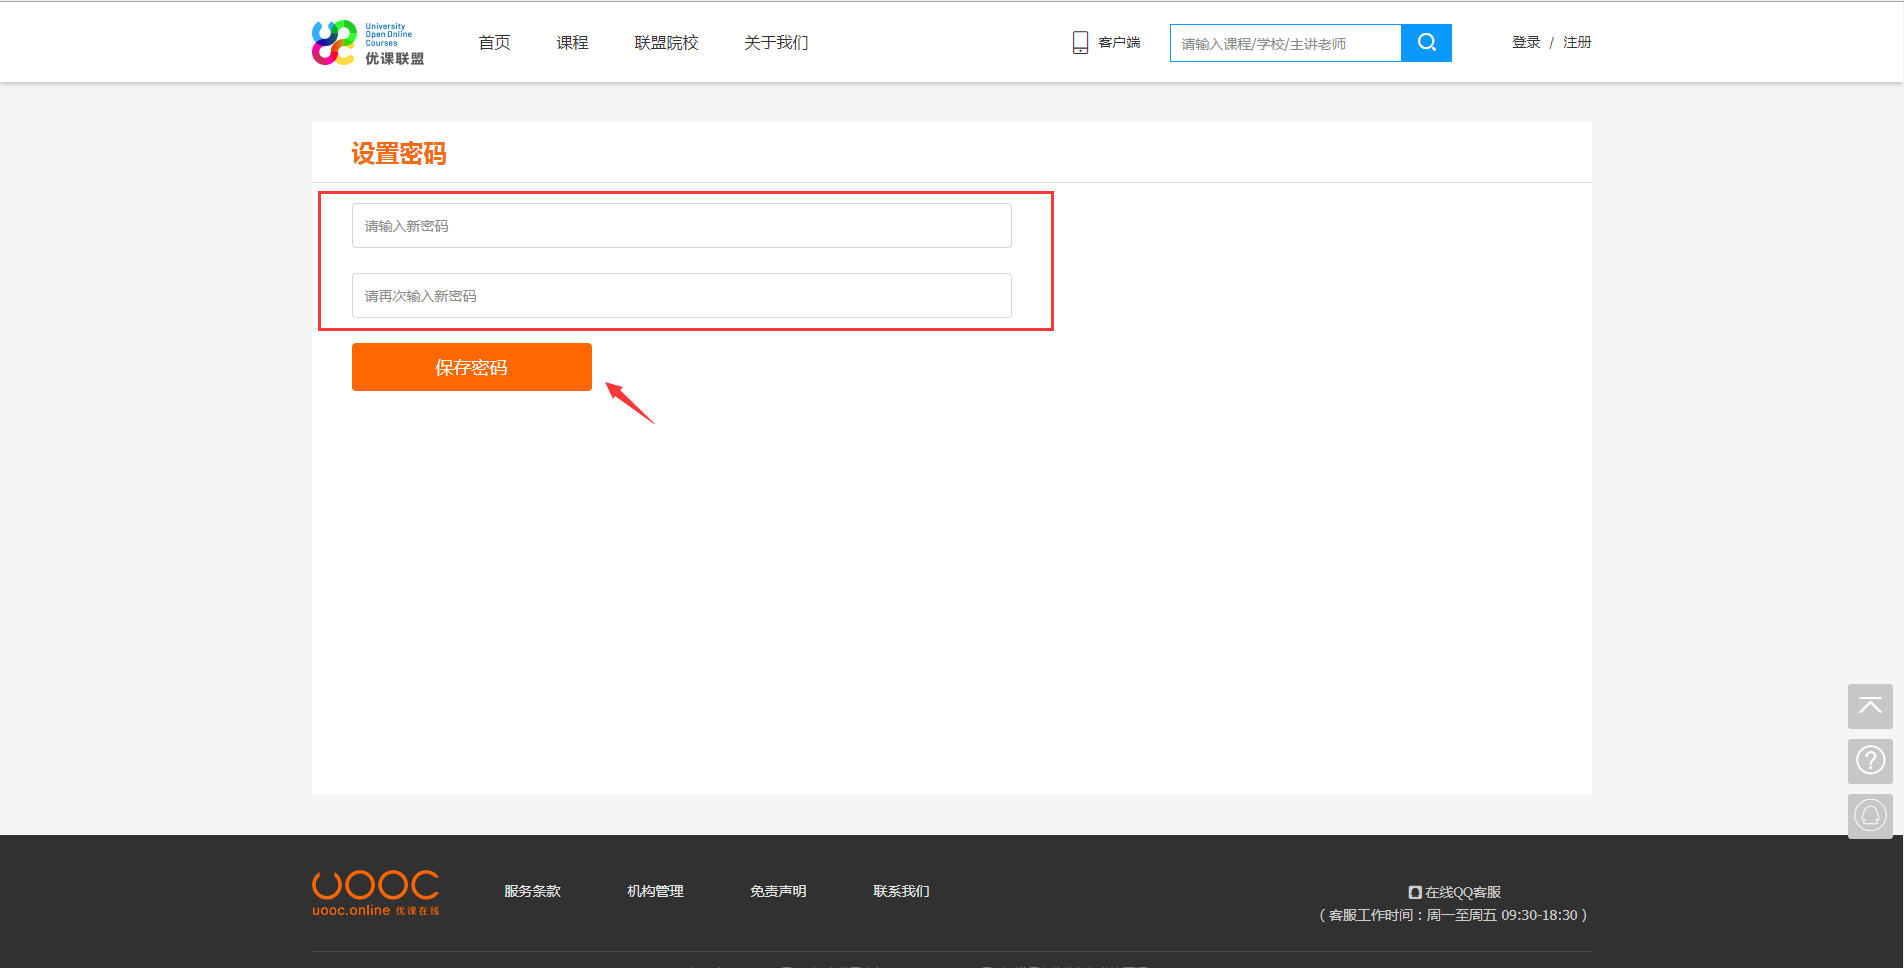 University
Open Online
Courses
优课联盟
首页
课程
联盟院校
关于我们
客户端
请输入课程/学校/主讲老师
登录 / 注册
设置密码
请输入新密码
请再次输入新密码
保存密码
UOOC
uooc.online 优课在线
服务条款
机构管理
免责声明
联系我们
在线QQ客服
( 客服工作时间：周一至周五 09:30-18:30 )